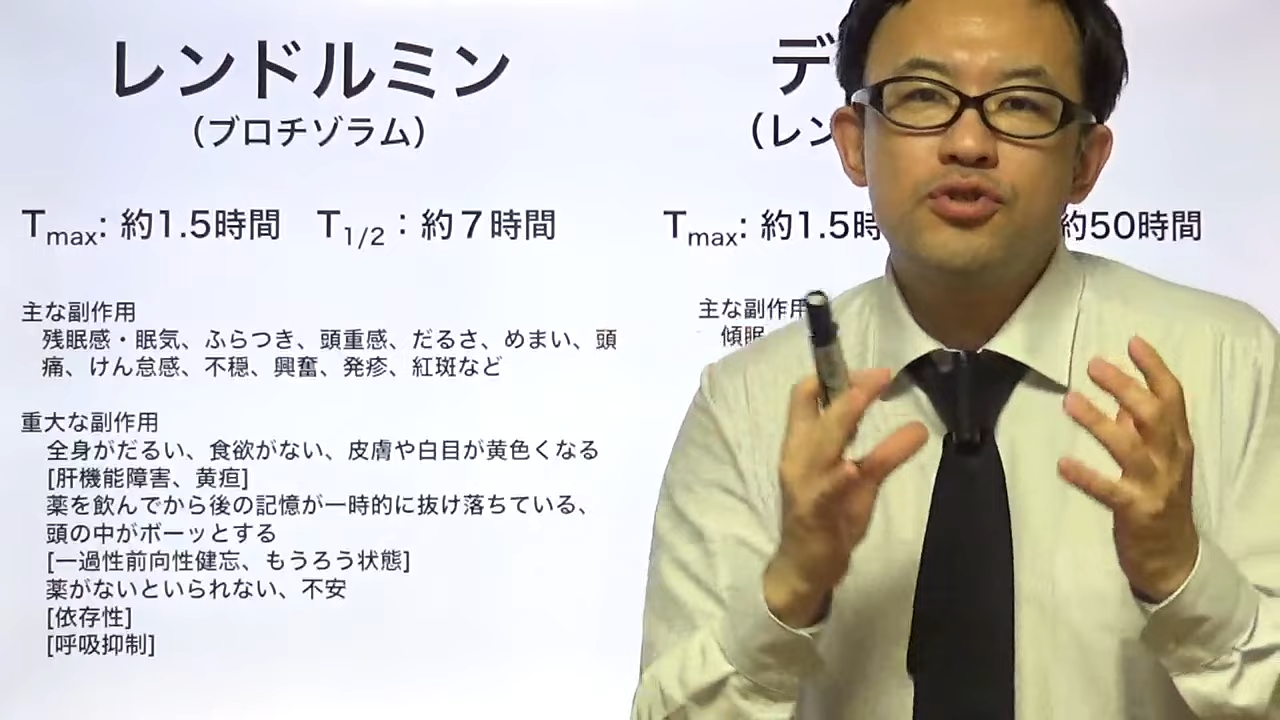 レンドルミン
（ブロチゾラム）
Tmax: 約1.5時間 T1/2：約７時間
主な副作用
残眠感・眠気、ふらつき、頭重感、だるさ、めまい、頭
痛、けん怠感、不穏、興奮、発疹、紅斑など
重大な副作用
全身がだるい、食欲がない、皮膚や白目が黄色くなる
[肝機能障害、黄疸]
薬を飲んでから後の記憶が一時的に抜け落ちている、
頭の中がボーッとする
[一過性前向性健忘、もうろう状態]
薬がないといられない、不安
[依存性]
[呼吸抑制]
デ
（レン
Tmax: 約1.5時 約50時間
主な副作用
傾眠